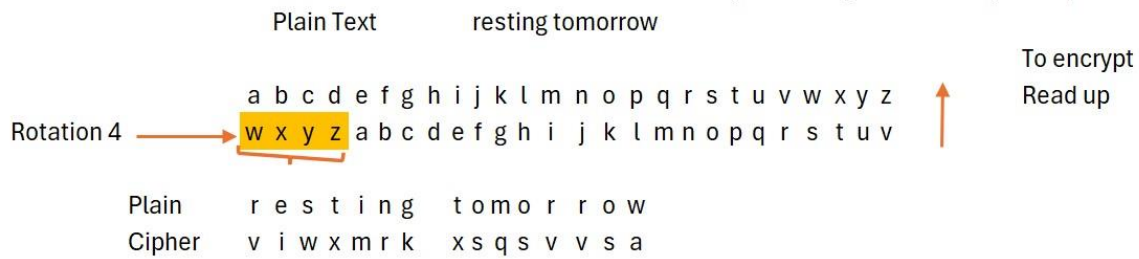 Plain Text resting tomorrow
To encrypt
a b c d e f g h i j k l m n o p q r s t u v w x y z Read up
Rotation 4 w x y z a b c d e f g h i j k l m n o p q r s t u v
Plain r e s t i n g t o m o r r o w
Cipher v i w x m r k x s q s v v s a